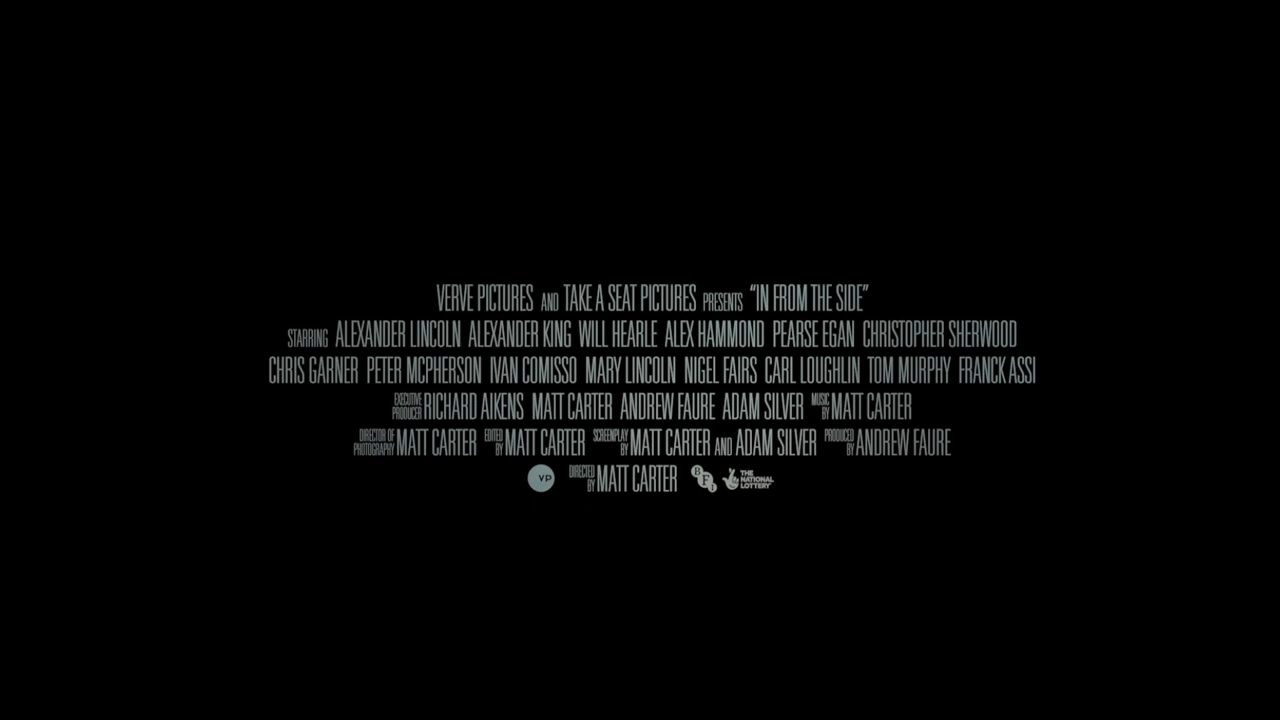 VERVE PICTURES AND TAKE A SEAT PICTURES PRESENTS "IN FROM THE SIDE"
STARRING ALEXANDER LINCOLN ALEXANDER KING WILL HEARLE ALEX HAMMOND PEARSE EGAN CHRISTOPHER SHERWOOD
CHRIS GARNER PETER MCPHERSON IVAN COMISSO MARY LINCOLN NIGEL FAIRS CARL LOUGHLIN TOM MURPHY FRANCK ASSI
EXECUTIVE PRODUCER RICHARD AIKENS MATT CARTER ANDREW FAURE ADAM SILVER MUSIC BY MATT CARTER
DIRECTOR OF PHOTOGRAPHY MATT CARTER EDITED BY MATT CARTER SCREENPLAY BY MATT CARTER AND ADAM SILVER PRODUCED BY ANDREW FAURE
VP DIRECTED BY MATT CARTER BFI THE NATIONAL LOTTERY